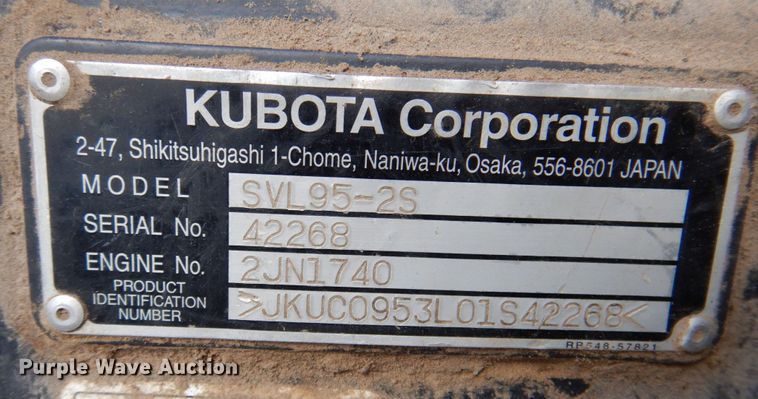 KUBOTA Corporation
2-47, Shikitsuhigashi 1-Chome, Naniwa-ku, Osaka, 556-8601 JAPAN
MODEL SVL95-2S
SERIAL No. 42268
ENGINE No. 2JN1740
PRODUCT
IDENTIFICATION
NUMBER >JKUC0953L01S42268<
RP548-57821
Purple Wave Auction